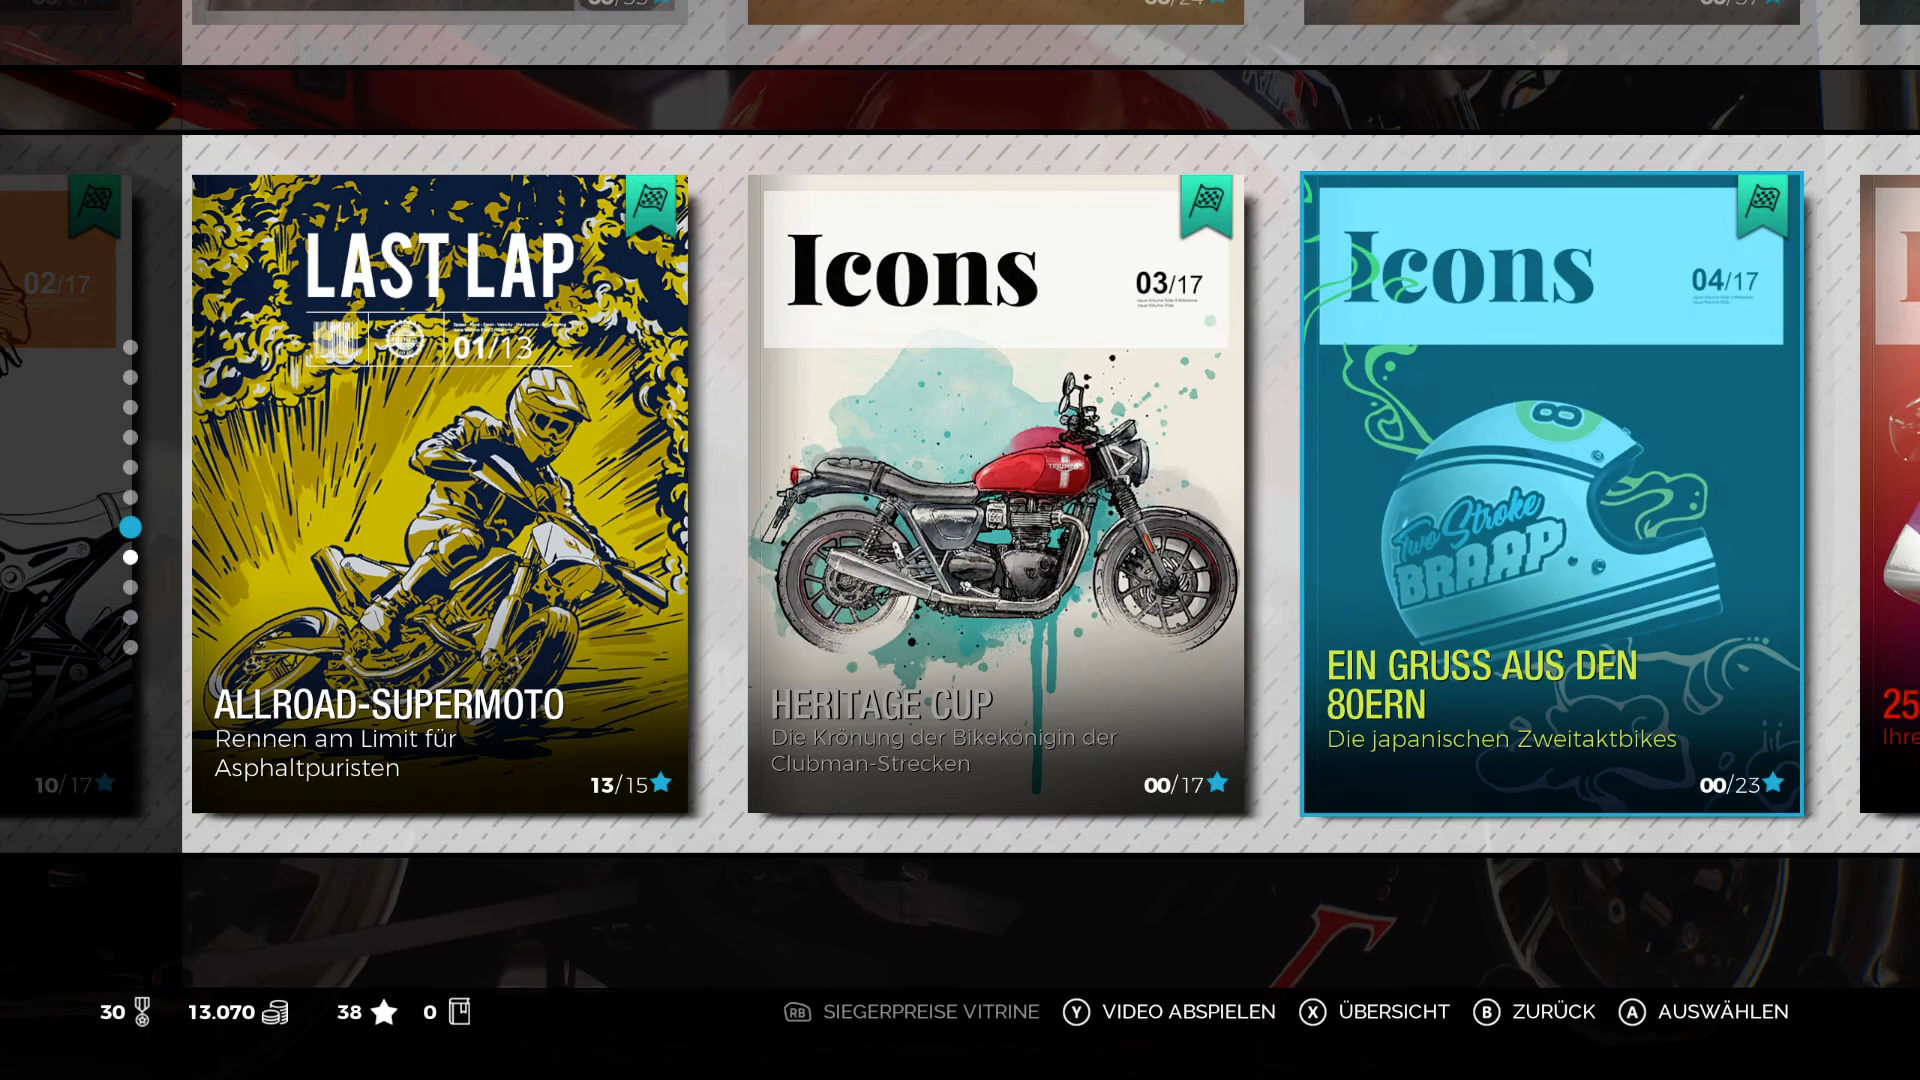 02/17
10/17
LAST LAP
01/13
ALLROAD-SUPERMOTO
Rennen am Limit für
Asphaltpuristen
13/15
Icons
03/17
TRIUMPH
HERITAGE CUP
Die Krönung der Bikekönigin der
Clubman-Strecken
00/17
Icons
04/17
8
Two Stroke
BRAAP
EIN GRUSS AUS DEN
80ERN
Die japanischen Zweitaktbikes
00/23
25
Ihre
30
13.070
38
0
RB SIEGERPREISE VITRINE
Y VIDEO ABSPIELEN
X ÜBERSICHT
B ZURÜCK
A AUSWÄHLEN